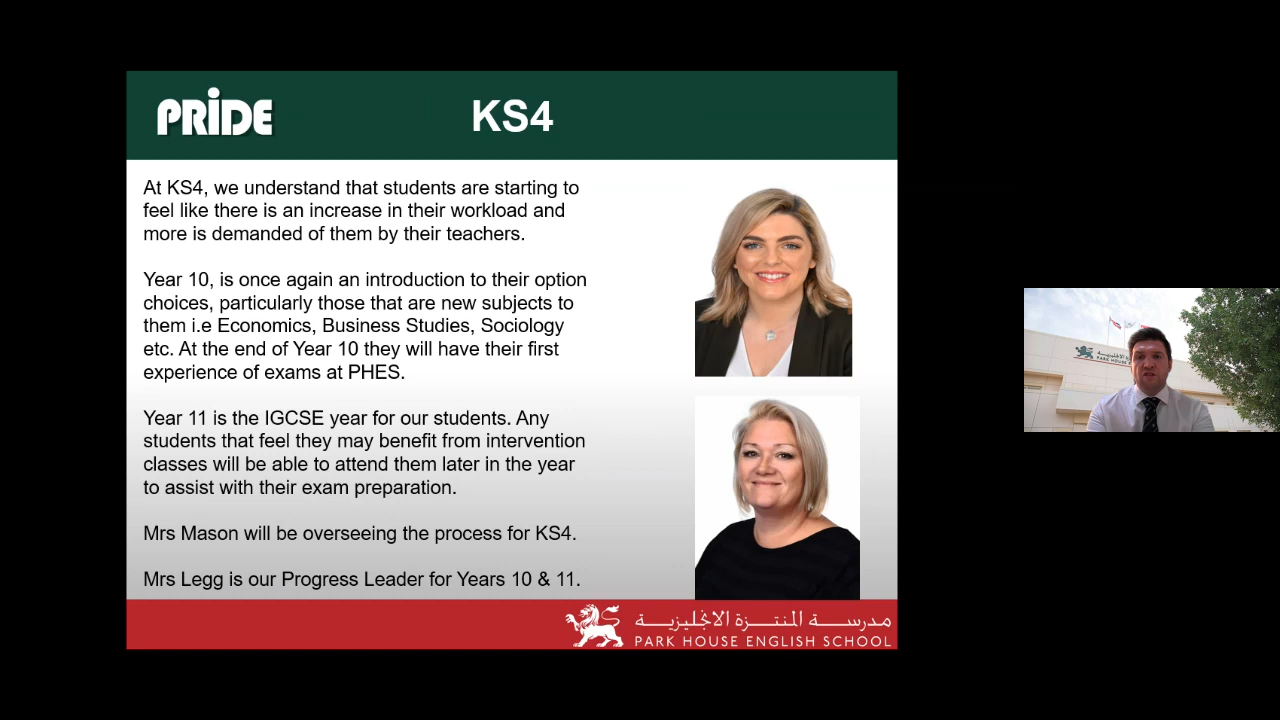 PRIDE
KS4
At KS4, we understand that students are starting to
feel like there is an increase in their workload and
more is demanded of them by their teachers.
Year 10, is once again an introduction to their option
choices, particularly those that are new subjects to
them i.e Economics, Business Studies, Sociology
etc. At the end of Year 10 they will have their first
experience of exams at PHES.
Year 11 is the IGCSE year for our students. Any
students that feel they may benefit from intervention
classes will be able to attend them later in the year
to assist with their exam preparation.
Mrs Mason will be overseeing the process for KS4.
Mrs Legg is our Progress Leader for Years 10 & 11.
مدرسة المنتزة الانجليزية
PARK HOUSE ENGLISH SCHOOL